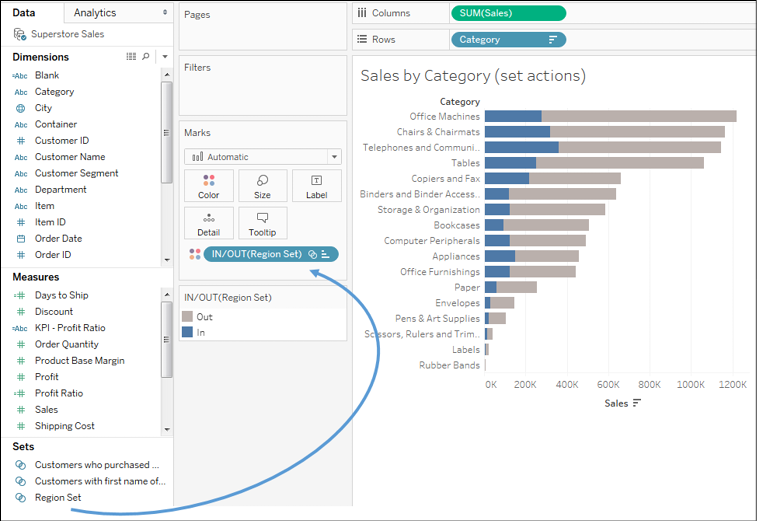 Data
Analytics
Superstore Sales
Dimensions
Abc Blank
Abc Category
City
Abc Container
# Customer ID
Abc Customer Name
Abc Customer Segment
Abc Department
Abc Item
# Item ID
Order Date
# Order ID
Measures
# Days to Ship
# Discount
Abc KPI - Profit Ratio
# Order Quantity
# Product Base Margin
# Profit
# Profit Ratio
# Sales
# Shipping Cost
Sets
Customers who purchased ...
Customers with first name of...
Region Set
Pages
Filters
Marks
Automatic
Color
Size
T
Label
Detail
Tooltip
IN/OUT(Region Set)
IN/OUT(Region Set)
Out
In
Columns
SUM(Sales)
Rows
Category
Sales by Category (set actions)
Category
Office Machines
Chairs & Chairmats
Telephones and Communi..
Tables
Copiers and Fax
Binders and Binder Access..
Storage & Organization
Bookcases
Computer Peripherals
Appliances
Office Furnishings
Paper
Envelopes
Pens & Art Supplies
Scissors, Rulers and Trim..
Labels
Rubber Bands
0K 200K 400K 600K 800K 1000K 1200K
Sales